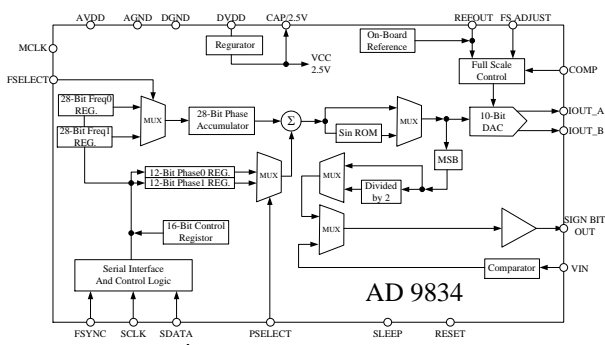 AVDD
AGND
DGND
DVDD
CAP/2.5V
REFOUT
FS ADJUST
MCLK
Regurator
VCC
2.5V
On-Board
Reference
Full Scale
Control
COMP
FSELECT
28-Bit Freq0
REG.
28-Bit Freq1
REG.
MUX
28-Bit Phase
Accumulator
Σ
Sin ROM
MUX
10-Bit
DAC
IOUT_A
IOUT_B
MSB
12-Bit Phase0 REG.
12-Bit Phase1 REG.
MUX
MUX
Divided
by 2
16-Bit Control
Registor
MUX
SIGN BIT
OUT
Serial Interface
And Control Logic
Comparator
VIN
AD 9834
FSYNC
SCLK
SDATA
PSELECT
SLEEP
RESET